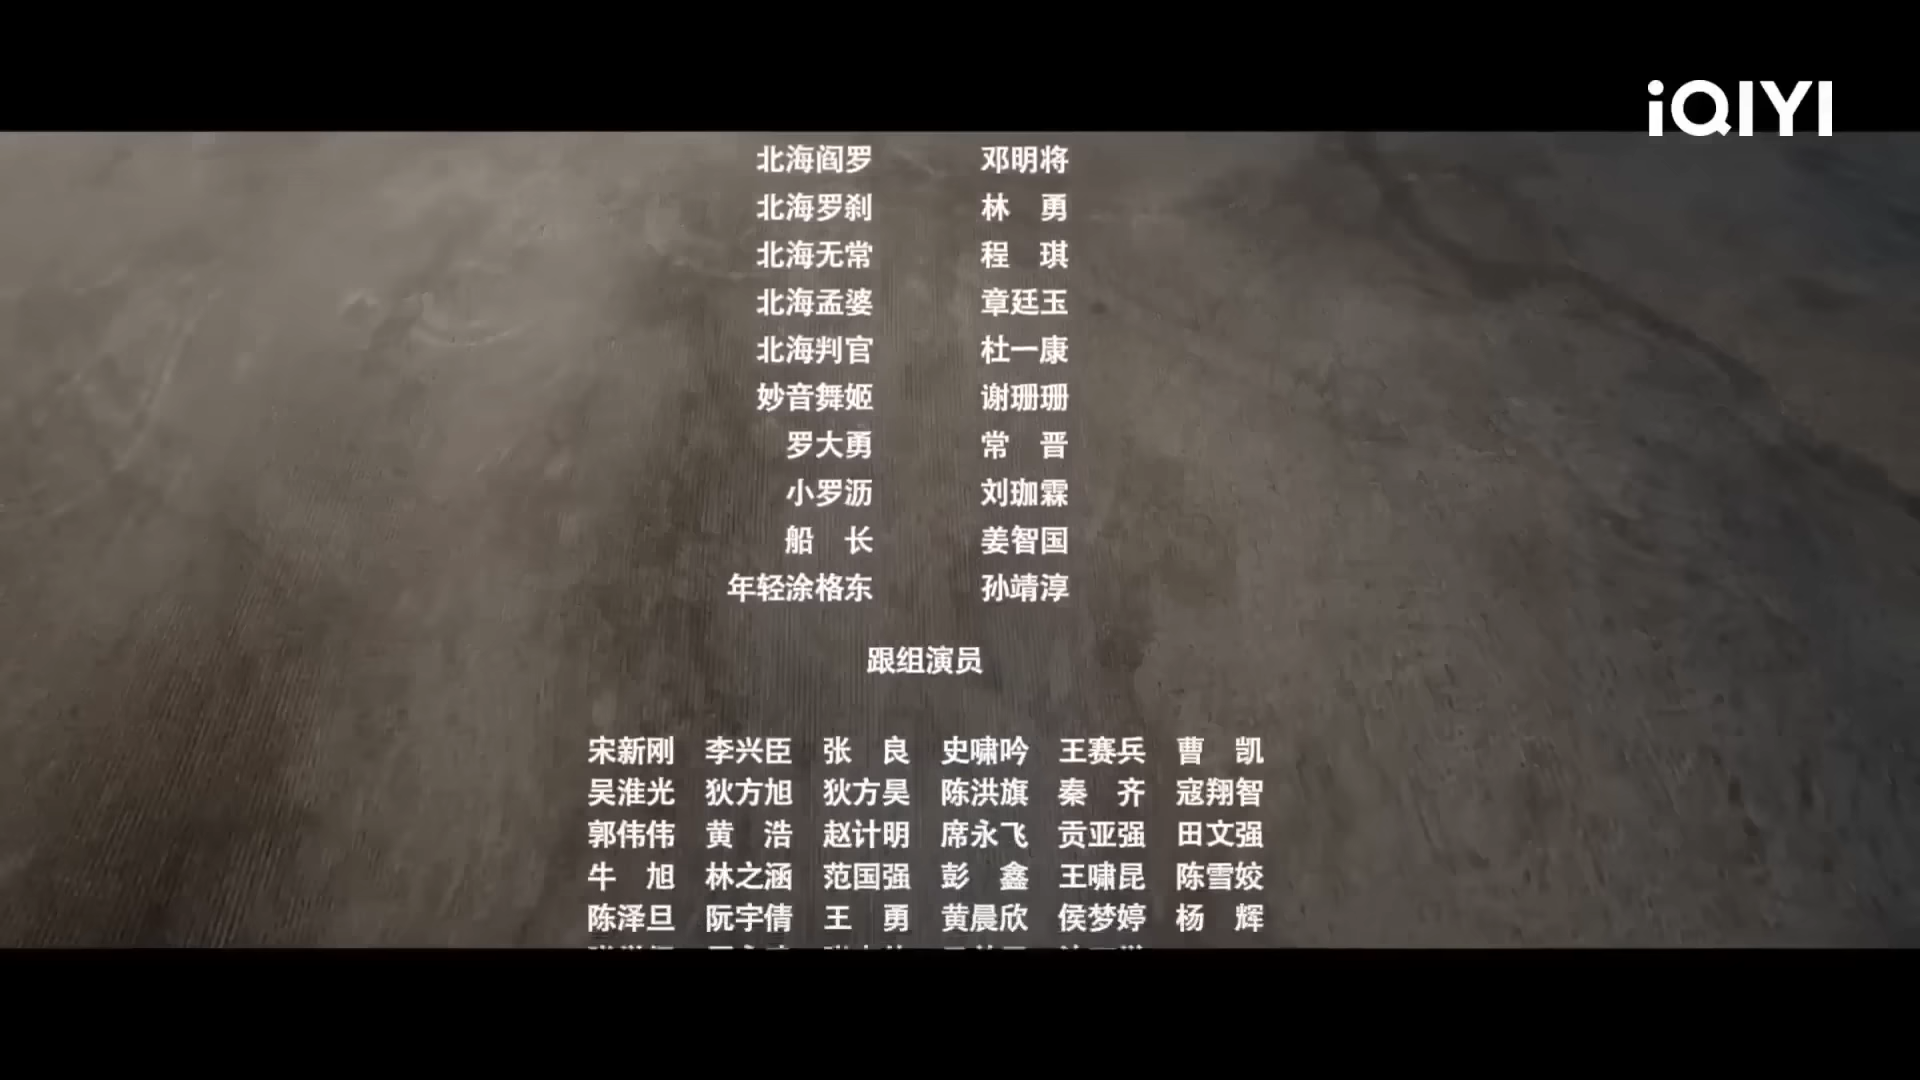 iQIYI
北海阎罗 邓明将
北海罗刹 林 勇
北海无常 程 琪
北海孟婆 章廷玉
北海判官 杜一康
妙音舞姬 谢珊珊
罗大勇 常 晋
小罗沥 刘珈霖
船 长 姜智国
年轻涂格东 孙靖淳
跟组演员
宋新刚 李兴臣 张 良 史啸吟 王赛兵 曹 凯
吴淮光 狄方旭 狄方昊 陈洪旗 秦 齐 寇翔智
郭伟伟 黄 浩 赵计明 席永飞 贡亚强 田文强
牛 旭 林之涵 范国强 彭 鑫 王啸昆 陈雪姣
陈泽旦 阮宇倩 王 勇 黄晨欣 侯梦婷 杨 辉